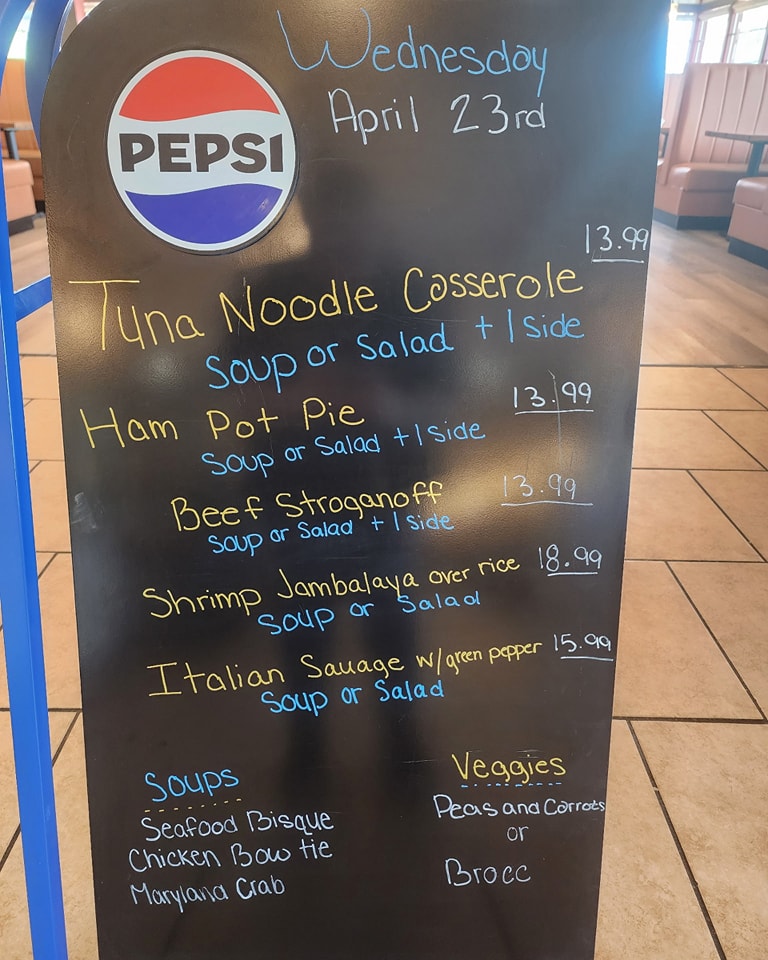 PEPSI
Wednesday
April 23rd
13.99
Tuna Noodle Casserole
Soup or Salad + 1 Side
Ham Pot Pie 13.99
Soup or Salad + 1 Side
Beef Stroganoff 13.99
Soup or Salad + 1 Side
Shrimp Jambalaya over rice 18.99
Soup or Salad
Italian Sauage w/green pepper 15.99
Soup or Salad
Soups
Seafood Bisque
Chicken Bow tie
Maryland Crab
Veggies
Peas and Carrots
or
Brocc